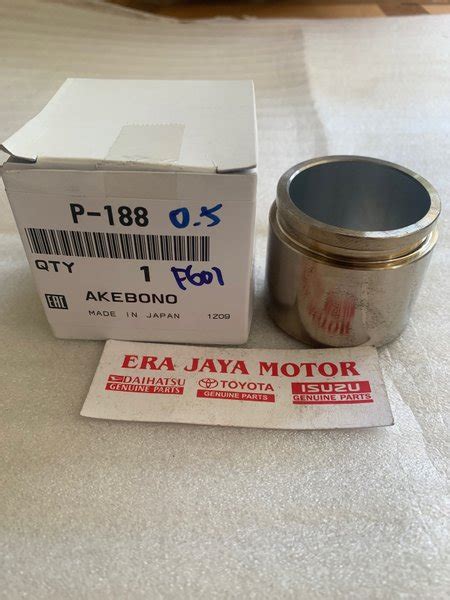 P-188 0.5
QTY 1 F601
EAC
AKEBONO
MADE IN JAPAN 1209
ERA JAYA MOTOR
DAIHATSU TOYOTA ISUZU
GENUINE PARTS GENUINE PARTS GENUINE PARTS